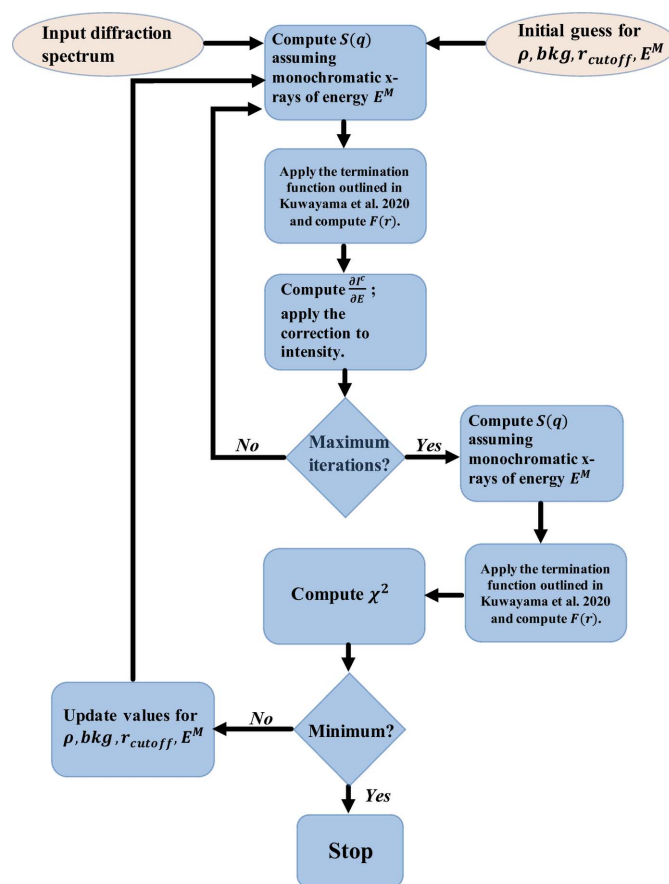 Input diffraction
spectrum
Compute S(q)
assuming
monochromatic x-
rays of energy E^M
Initial guess for
ρ, bkg, r_cutoff, E^M
Apply the termination
function outlined in
Kuwayama et al. 2020
and compute F(r).
Compute ∂I^c/∂E ;
apply the
correction to
intensity.
Maximum
iterations?
No
Yes
Compute S(q)
assuming
monochromatic x-
rays of energy E^M
Apply the termination
function outlined in
Kuwayama et al. 2020
and compute F(r).
Compute χ²
Minimum?
No
Update values for
ρ, bkg, r_cutoff, E^M
Yes
Stop